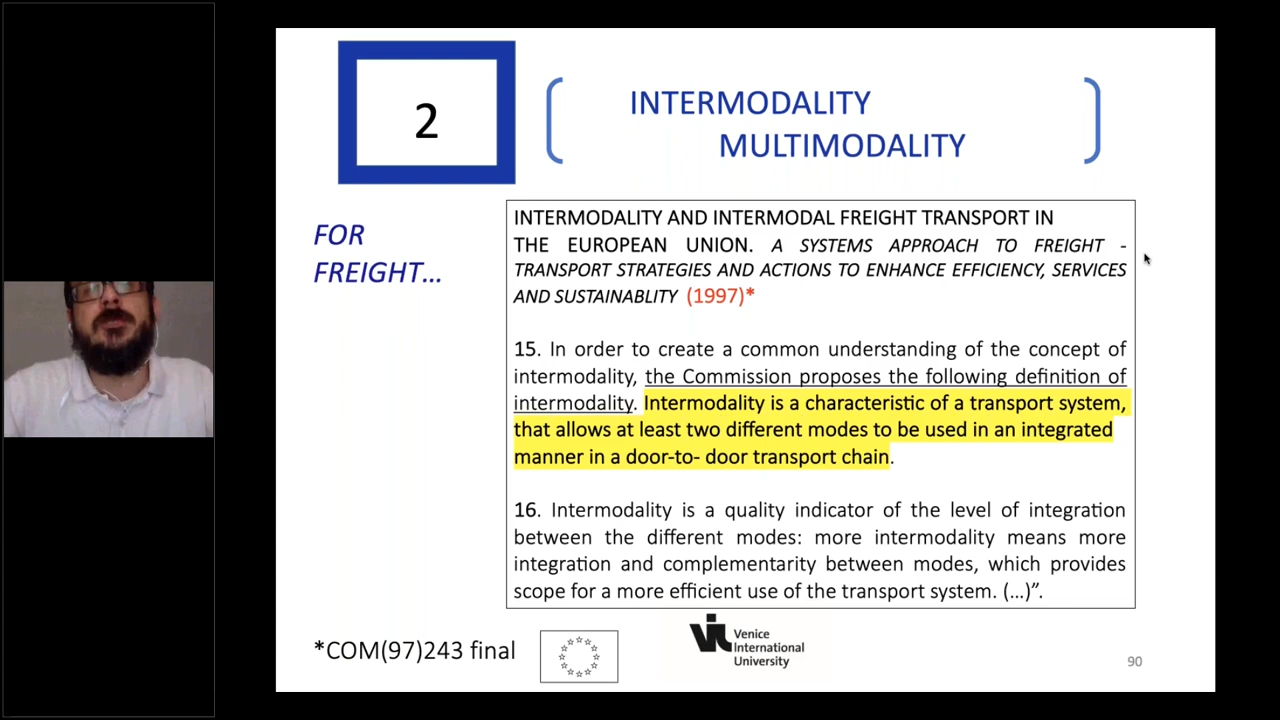 2
INTERMODALITY
MULTIMODALITY
FOR
FREIGHT...
INTERMODALITY AND INTERMODAL FREIGHT TRANSPORT IN
THE EUROPEAN UNION. A SYSTEMS APPROACH TO FREIGHT -
TRANSPORT STRATEGIES AND ACTIONS TO ENHANCE EFFICIENCY, SERVICES
AND SUSTAINABLITY (1997)*
15. In order to create a common understanding of the concept of
intermodality, the Commission proposes the following definition of
intermodality. Intermodality is a characteristic of a transport system,
that allows at least two different modes to be used in an integrated
manner in a door-to- door transport chain.
16. Intermodality is a quality indicator of the level of integration
between the different modes: more intermodality means more
integration and complementarity between modes, which provides
scope for a more efficient use of the transport system. (...)”.
*COM(97)243 final
VIU
Venice
International
University
90